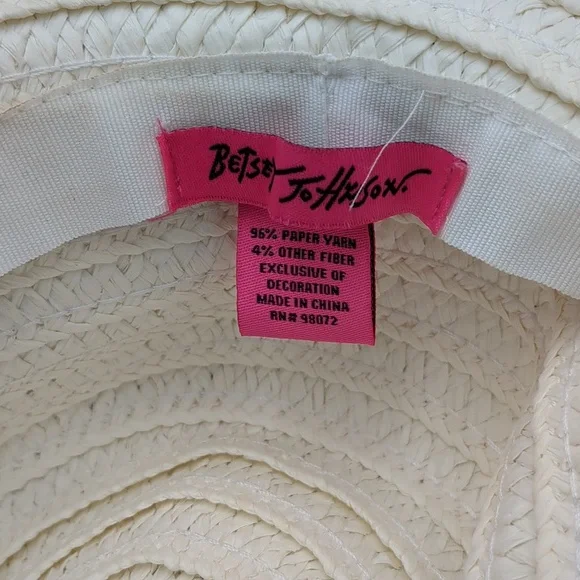 BETSEY JOHNSON.
96% PAPER YARN
4% OTHER FIBER
EXCLUSIVE OF
DECORATION
MADE IN CHINA
RN# 98072